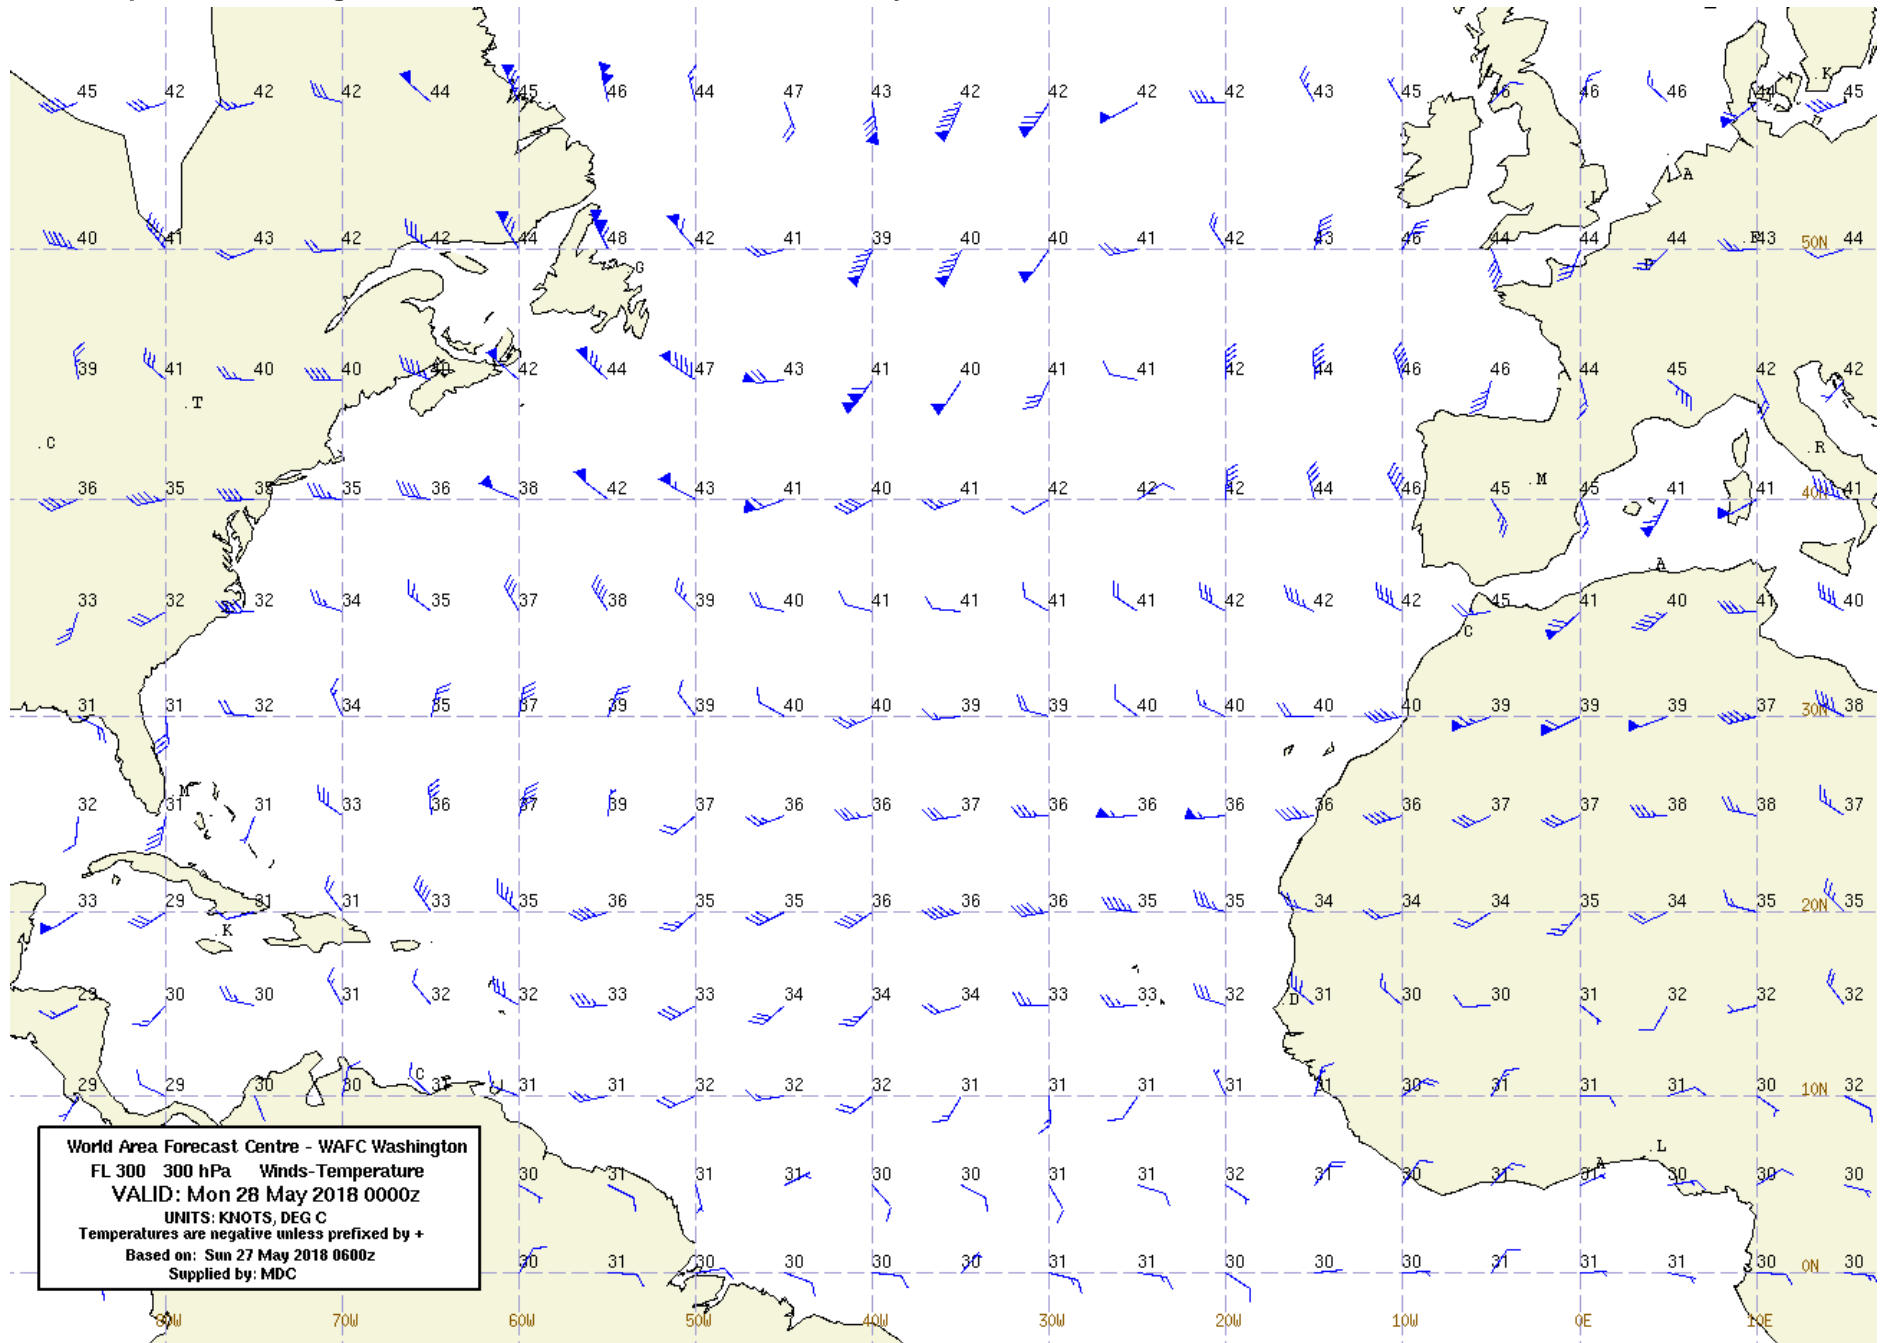 45 42 42 42 44 45 46 44 47 43 42 42 42 42 43 45 46 46 46 44 .K 45
A
L
40 41 43 42 42 44 48 42 41 39 40 40 41 42 43 46 44 44 44 43 50N 44
G P
39 41 40 40 40 42 44 47 43 41 40 41 41 42 44 46 46 44 45 42 42
.T
.C .R
36 35 35 35 36 38 42 43 41 40 41 42 42 42 44 46 45 .M 45 41 41 40N 41
.A
33 32 32 34 35 37 38 39 40 41 41 41 41 42 42 42 45 41 40 41 40
C
31 31 32 34 35 37 39 39 40 40 39 39 40 40 40 40 39 39 39 37 30N 38
M
32 31 31 33 36 37 39 37 36 36 37 36 36 36 36 36 37 37 38 38 37
33 29 31 31 33 35 36 35 35 36 36 36 35 35 34 34 34 35 34 35 20N 35
.K
23 30 30 31 32 32 33 33 34 34 34 33 33 32 .D 31 30 30 31 32 32 32
C
29 29 30 30 31 31 31 32 32 32 31 31 31 31 31 30 31 31 31 30 10N 32
World Area Forecast Centre - WAFC Washington
FL 300 300 hPa Winds-Temperature
VALID: Mon 28 May 2018 0000z
UNITS: KNOTS, DEG C
Temperatures are negative unless prefixed by +
Based on: Sun 27 May 2018 0600z
Supplied by: MDC
.L
A
30 31 31 31 30 30 31 31 32 31 30 31 31 30 30 30
30 31 30 30 30 30 31 31 31 30 30 31 31 31 30 0N 30
80W 70W 60W 50W 40W 30W 20W 10W 0E 10E